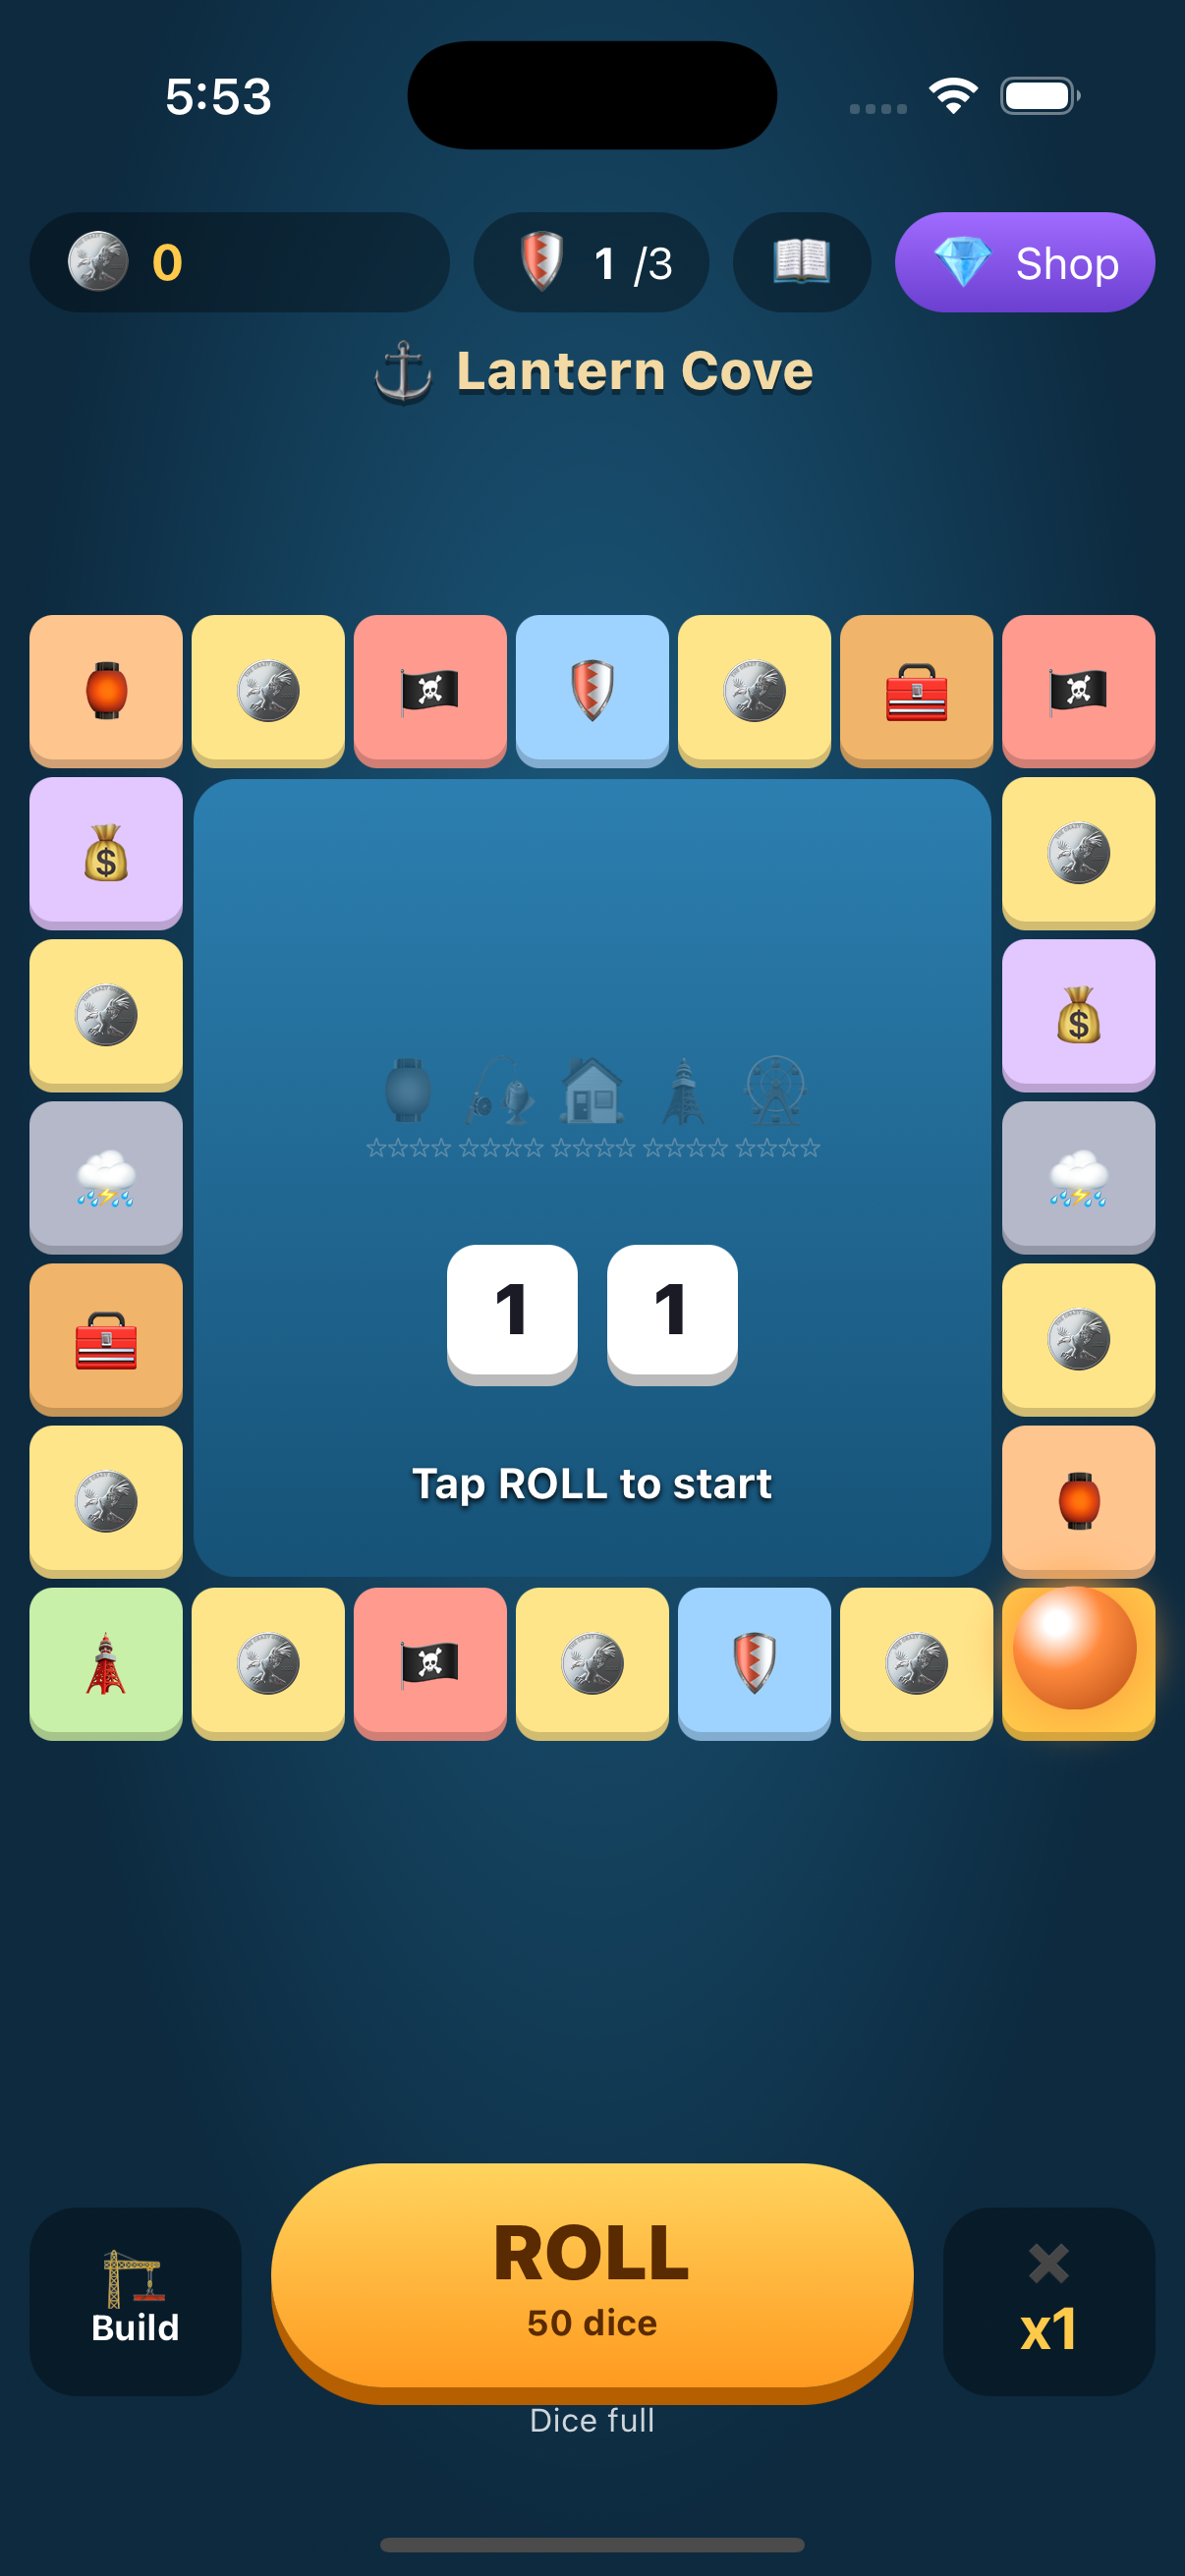 5:53
0
1 /3
Shop
Lantern Cove
1 1
Tap ROLL to start
ROLL
50 dice
Build
x1
Dice full